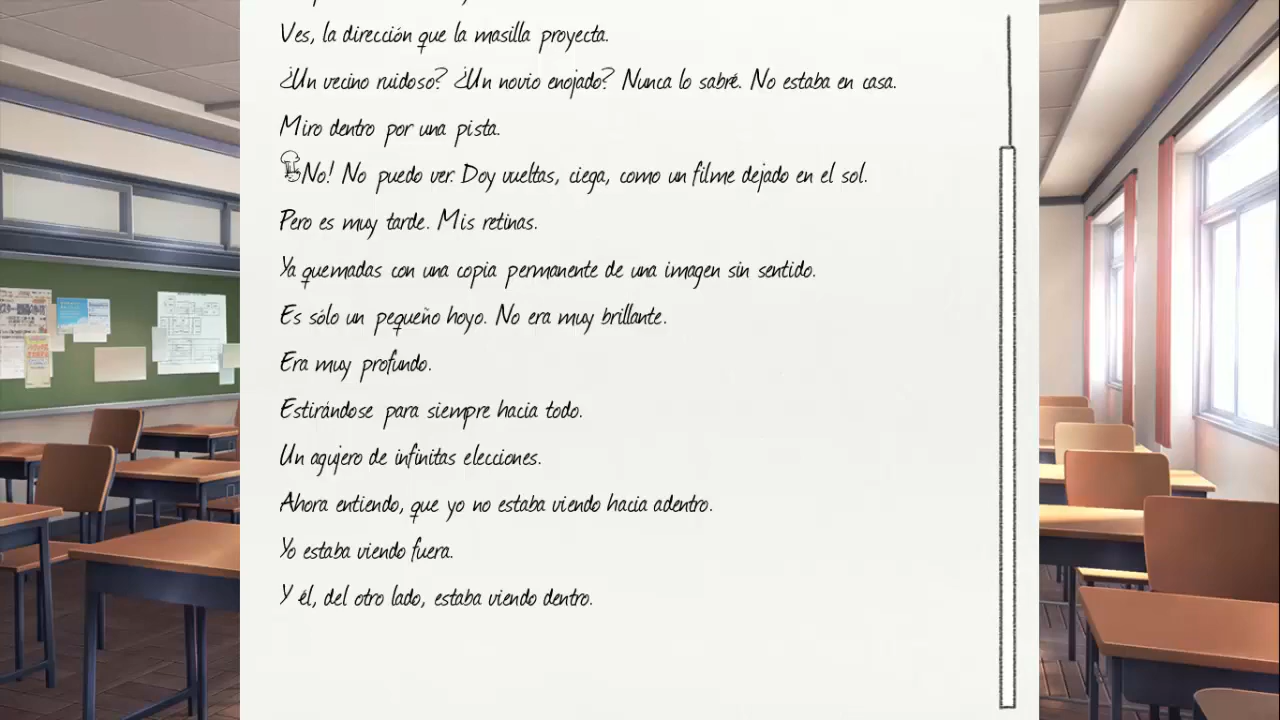 Ves, la dirección que la masilla proyecta.
¿Un vecino ruidoso? ¿Un novio enojado? Nunca lo sabré. No estaba en casa.
Miro dentro por una pista.
No! No puedo ver. Doy vueltas, ciega, como un filme dejado en el sol.
Pero es muy tarde. Mis retinas.
Ya quemadas con una copia permanente de una imagen sin sentido.
Es sólo un pequeño hoyo. No era muy brillante.
Era muy profundo.
Estirándose para siempre hacia todo.
Un agujero de infinitas elecciones.
Ahora entiendo, que yo no estaba viendo hacia adentro.
Yo estaba viendo fuera.
Y él, del otro lado, estaba viendo dentro.